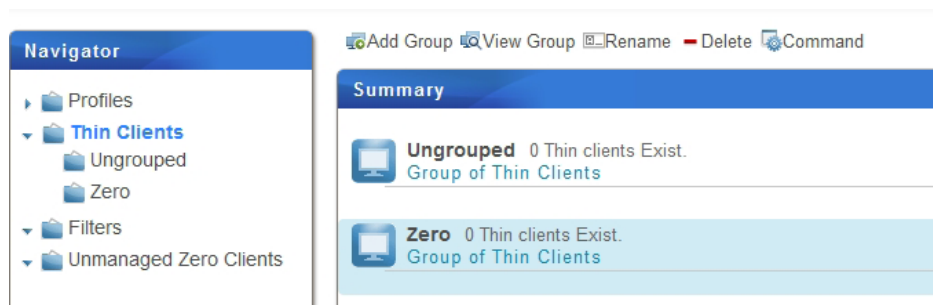 Add Group View Group Rename Delete Command
Navigator
Profiles
Thin Clients
Ungrouped
Zero
Filters
Unmanaged Zero Clients
Summary
Ungrouped 0 Thin clients Exist.
Group of Thin Clients
Zero 0 Thin clients Exist.
Group of Thin Clients